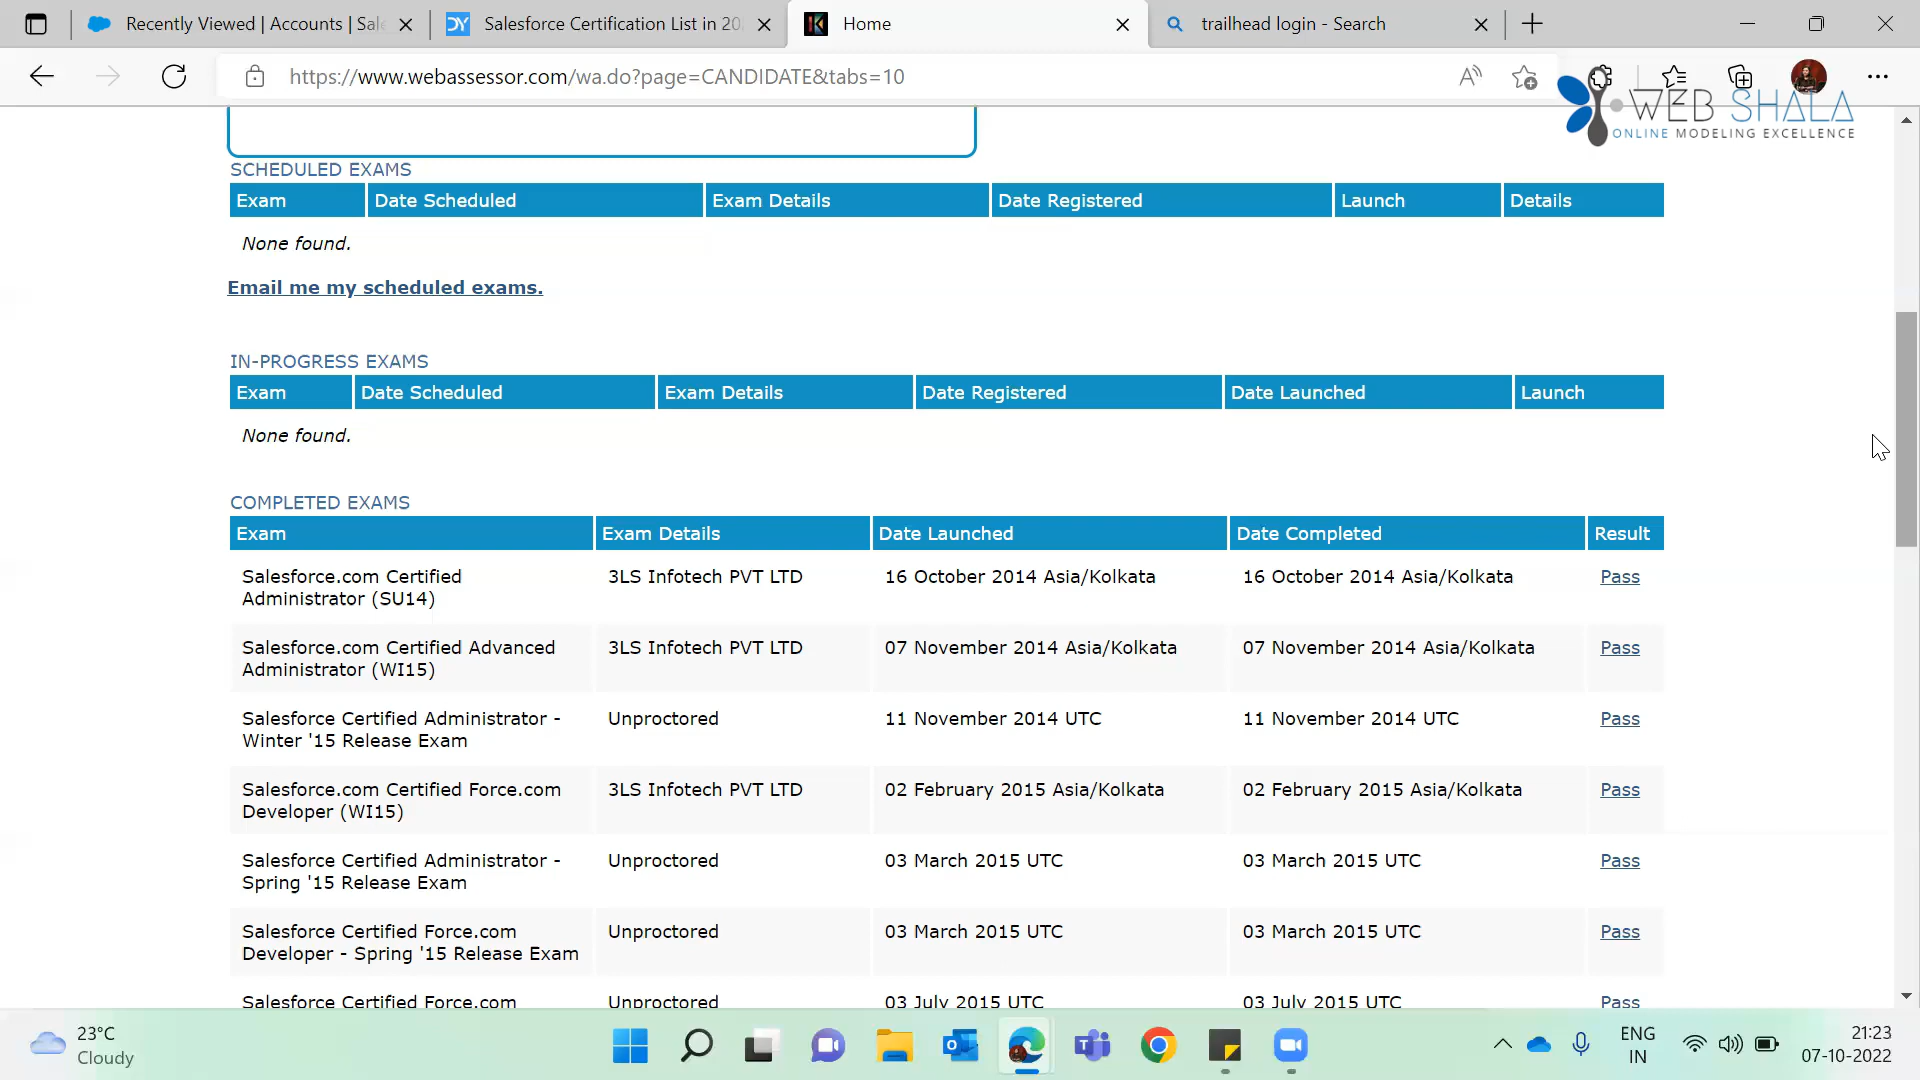 Recently Viewed | Accounts | Sal
Salesforce Certification List in 202
Home
trailhead login - Search
https://www.webassessor.com/wa.do?page=CANDIDATE&tabs=10
WEB SHALA
ONLINE MODELING EXCELLENCE
SCHEDULED EXAMS
Exam Date Scheduled Exam Details Date Registered Launch Details
None found.
Email me my scheduled exams.
IN-PROGRESS EXAMS
Exam Date Scheduled Exam Details Date Registered Date Launched Launch
None found.
COMPLETED EXAMS
Exam Exam Details Date Launched Date Completed Result
Salesforce.com Certified 3LS Infotech PVT LTD 16 October 2014 Asia/Kolkata 16 October 2014 Asia/Kolkata Pass
Administrator (SU14)
Salesforce.com Certified Advanced 3LS Infotech PVT LTD 07 November 2014 Asia/Kolkata 07 November 2014 Asia/Kolkata Pass
Administrator (WI15)
Salesforce Certified Administrator - Unproctored 11 November 2014 UTC 11 November 2014 UTC Pass
Winter '15 Release Exam
Salesforce.com Certified Force.com 3LS Infotech PVT LTD 02 February 2015 Asia/Kolkata 02 February 2015 Asia/Kolkata Pass
Developer (WI15)
Salesforce Certified Administrator - Unproctored 03 March 2015 UTC 03 March 2015 UTC Pass
Spring '15 Release Exam
Salesforce Certified Force.com Unproctored 03 March 2015 UTC 03 March 2015 UTC Pass
Developer - Spring '15 Release Exam
Salesforce Certified Force.com Unproctored 03 July 2015 UTC 03 July 2015 UTC Pass
23°C
Cloudy
ENG
IN
21:23
07-10-2022